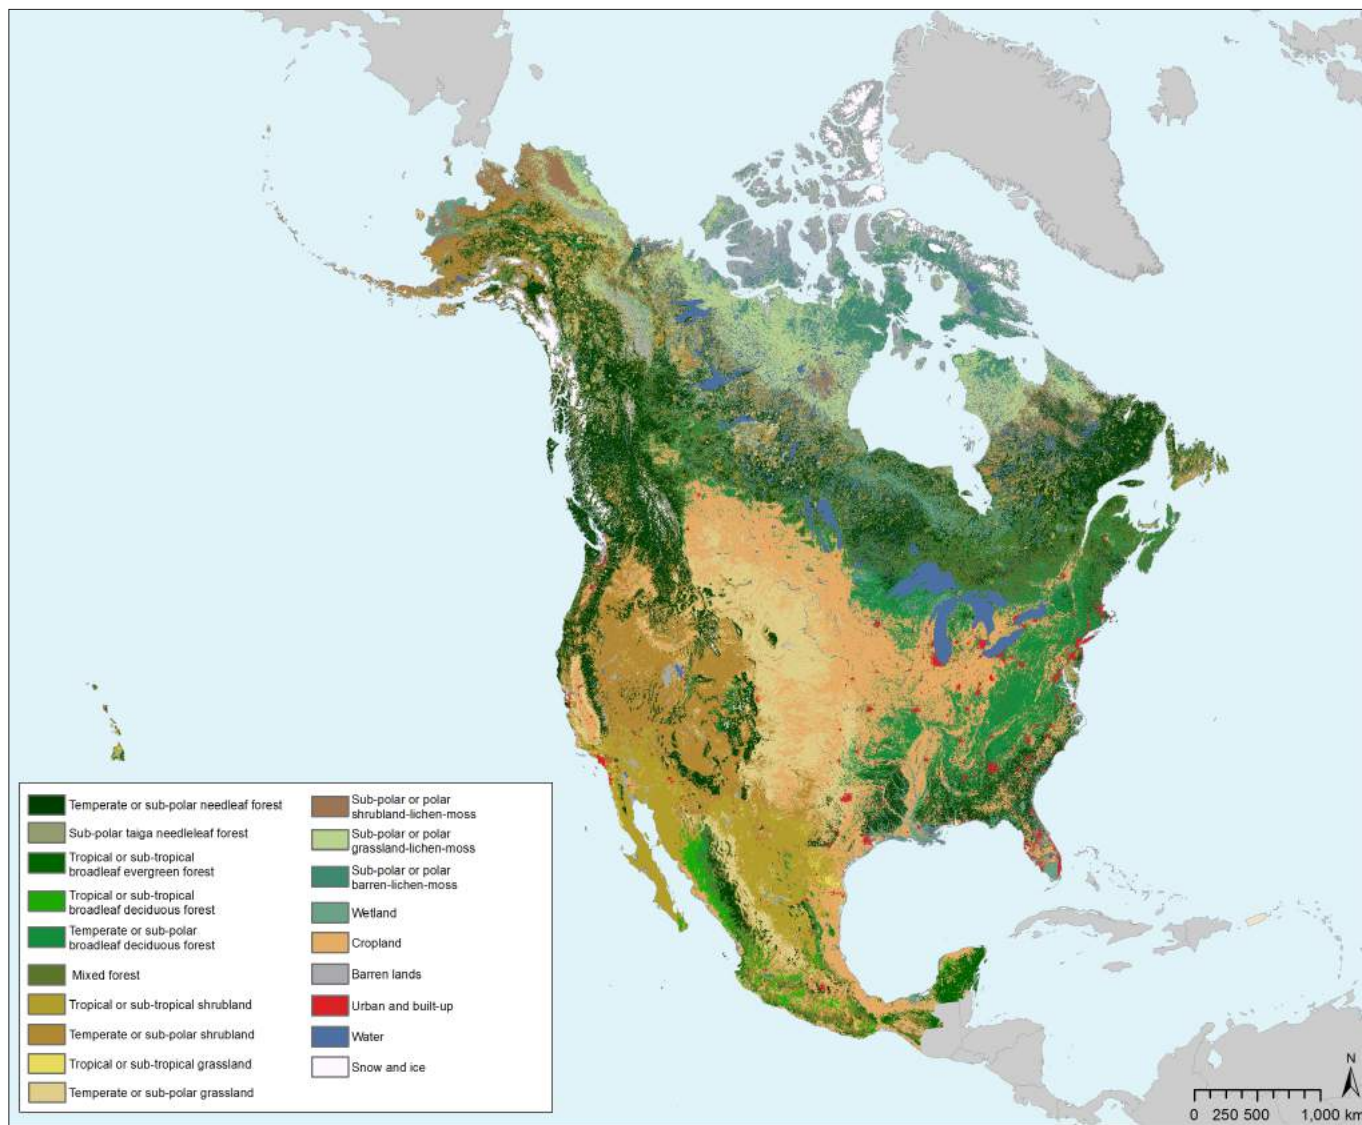 Temperate or sub-polar needleaf forest
Sub-polar taiga needleleaf forest
Tropical or sub-tropical
broadleaf evergreen forest
Tropical or sub-tropical
broadleaf deciduous forest
Temperate or sub-polar
broadleaf deciduous forest
Mixed forest
Tropical or sub-tropical shrubland
Temperate or sub-polar shrubland
Tropical or sub-tropical grassland
Temperate or sub-polar grassland
Sub-polar or polar
shrubland-lichen-moss
Sub-polar or polar
grassland-lichen-moss
Sub-polar or polar
barren-lichen-moss
Wetland
Cropland
Barren lands
Urban and built-up
Water
Snow and ice
N
0 250 500 1,000 km